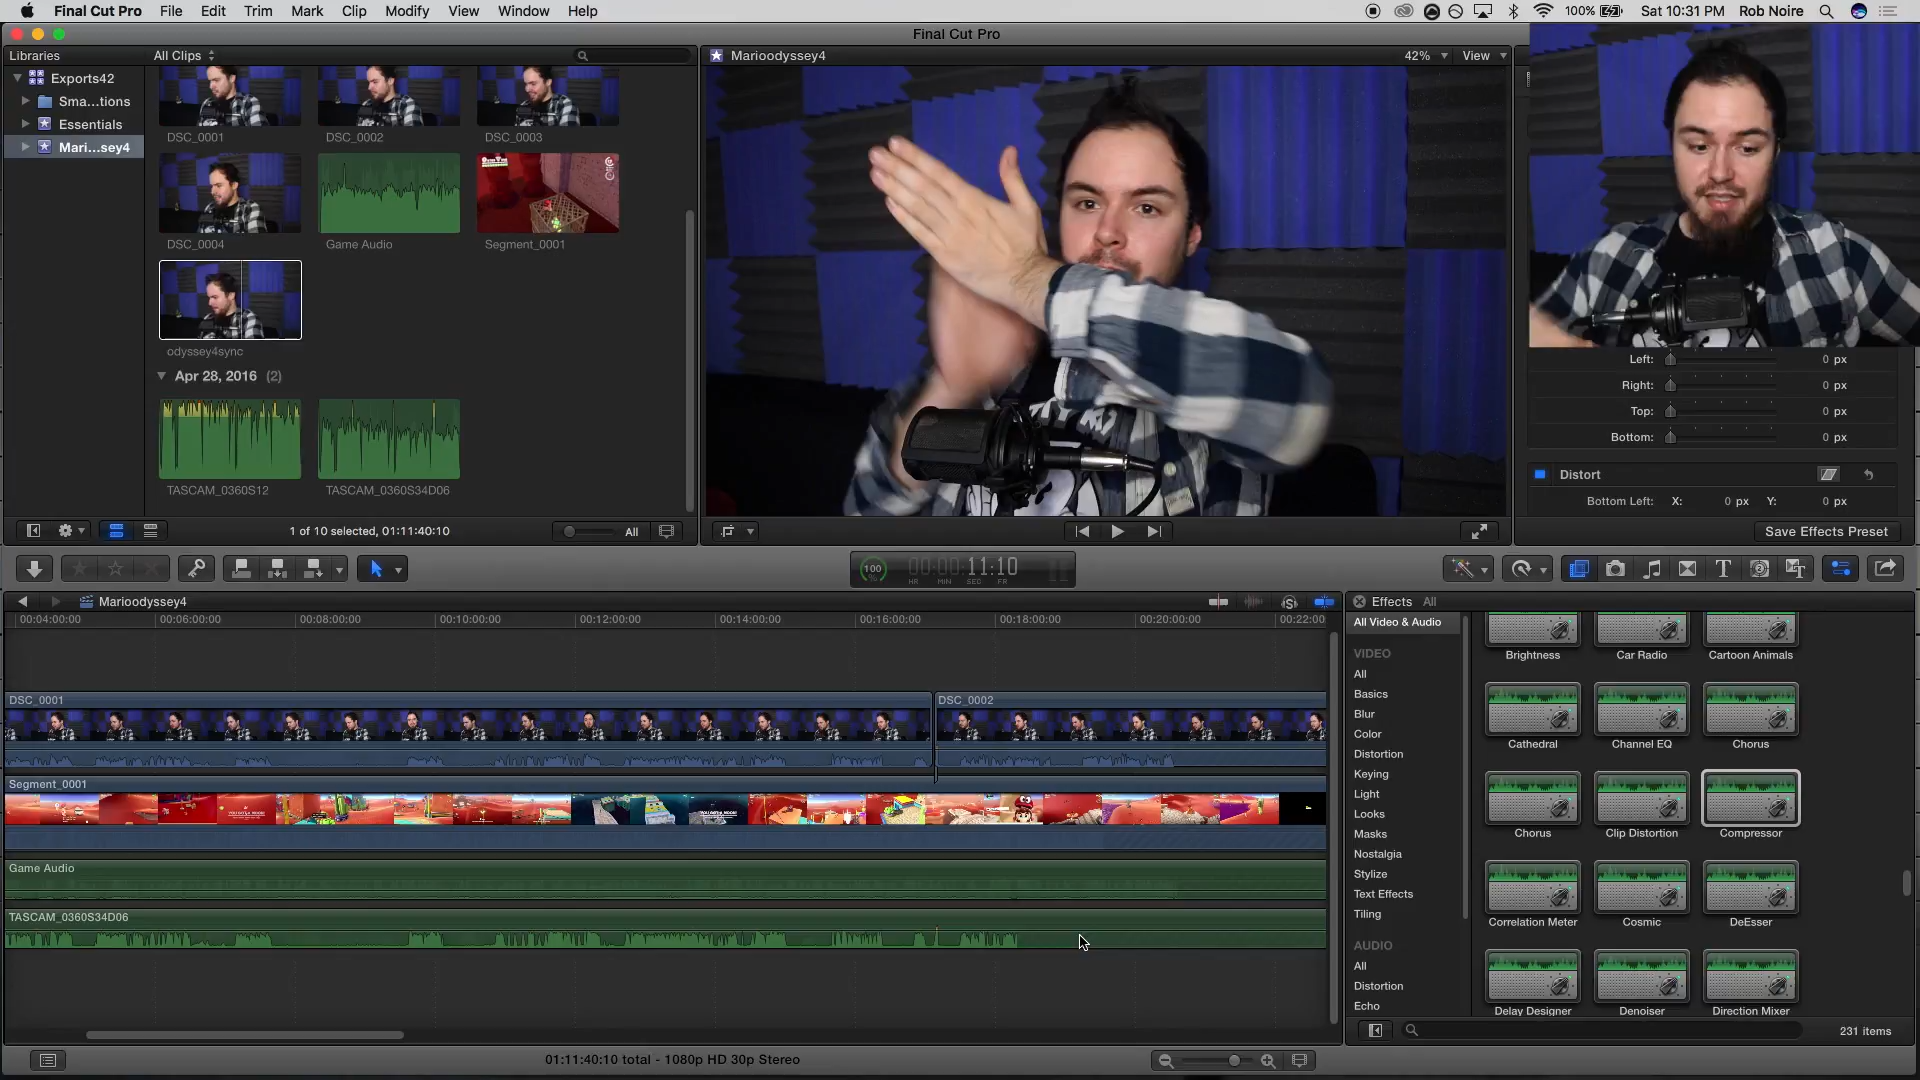 Final Cut Pro File Edit Trim Mark Clip Modify View Window Help 100% Sat 10:31 PM Rob Noire
Final Cut Pro
Libraries All Clips
Exports42
Sma...tions
Essentials
Mari...sey4
DSC_0001 DSC_0002 DSC_0003
DSC_0004 Game Audio Segment_0001
odyssey4sync
Apr 28, 2016 (2)
TASCAM_0360S12 TASCAM_0360S34D06
1 of 10 selected, 01:11:40:10 All
Marioodyssey4 42% View
Left: 0 px
Right: 0 px
Top: 0 px
Bottom: 0 px
Distort
Bottom Left: X: 0 px Y: 0 px
Save Effects Preset
100 % 00:00:11:10
HR MIN SEC FR
Marioodyssey4
00:04:00:00 00:06:00:00 00:08:00:00 00:10:00:00 00:12:00:00 00:14:00:00 00:16:00:00 00:18:00:00 00:20:00:00 00:22:00
DSC_0001 DSC_0002
Segment_0001
Game Audio
TASCAM_0360S34D06
01:11:40:10 total - 1080p HD 30p Stereo
Effects All
All Video & Audio
VIDEO
All
Basics
Blur
Color
Distortion
Keying
Light
Looks
Masks
Nostalgia
Stylize
Text Effects
Tiling
AUDIO
All
Distortion
Echo
Brightness Car Radio Cartoon Animals
Cathedral Channel EQ Chorus
Chorus Clip Distortion Compressor
Correlation Meter Cosmic DeEsser
Delay Designer Denoiser Direction Mixer
231 items